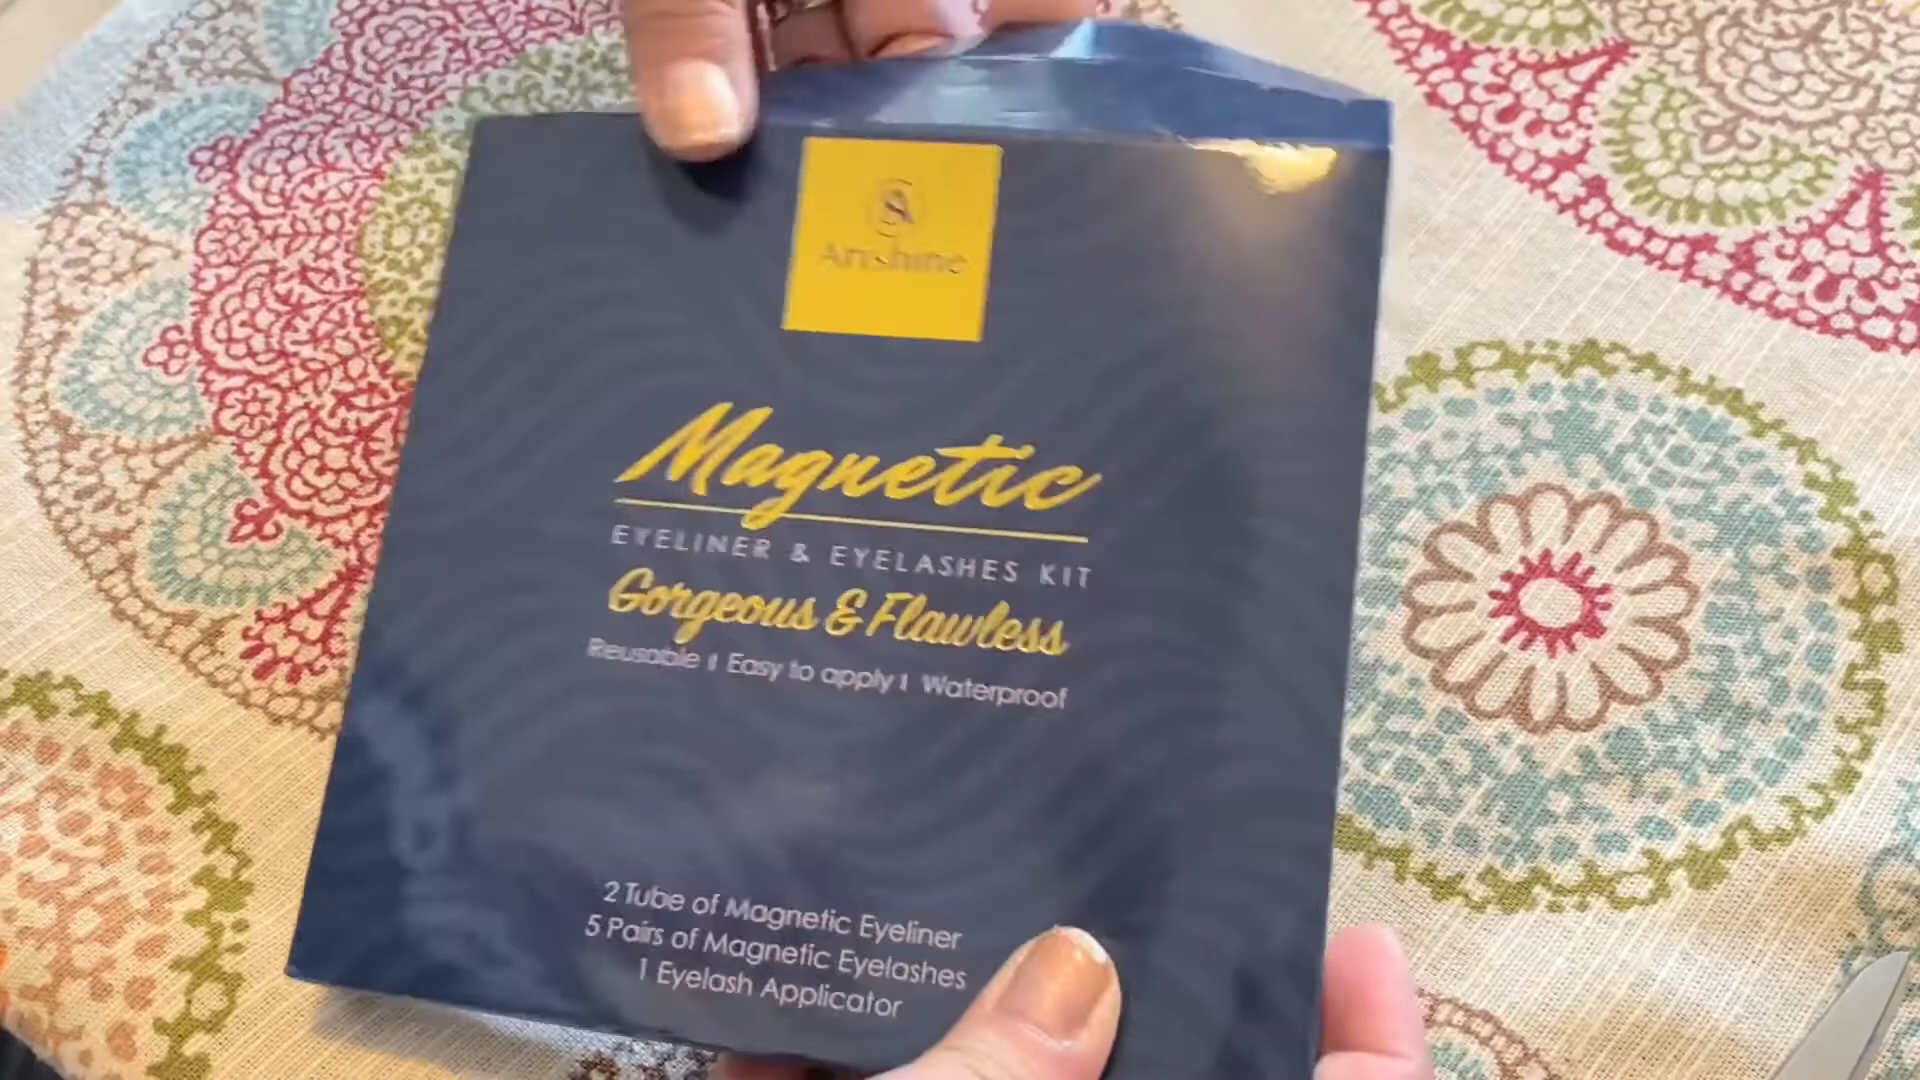 Arishine
Magnetic
EYELINER & EYELASHES KIT
Gorgeous & Flawless
Reusable I Easy to apply I Waterproof
2 Tube of Magnetic Eyeliner
5 Pairs of Magnetic Eyelashes
1 Eyelash Applicator